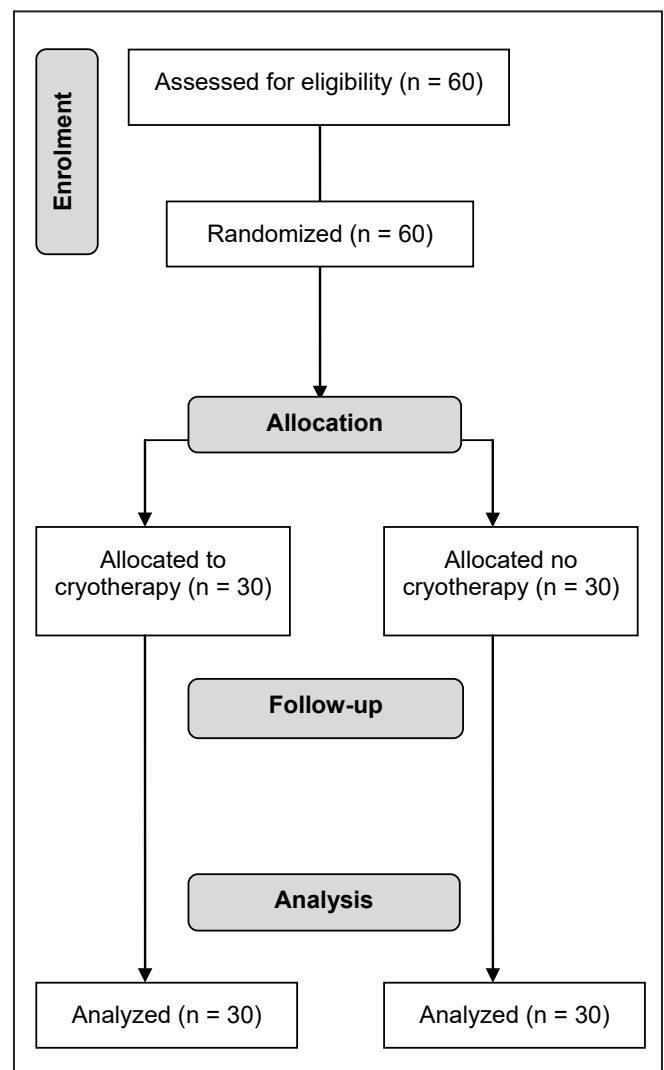 Enrolment
Assessed for eligibility (n = 60)
Randomized (n = 60)
Allocation
Allocated to
cryotherapy (n = 30)
Allocated no
cryotherapy (n = 30)
Follow-up
Analysis
Analyzed (n = 30)
Analyzed (n = 30)